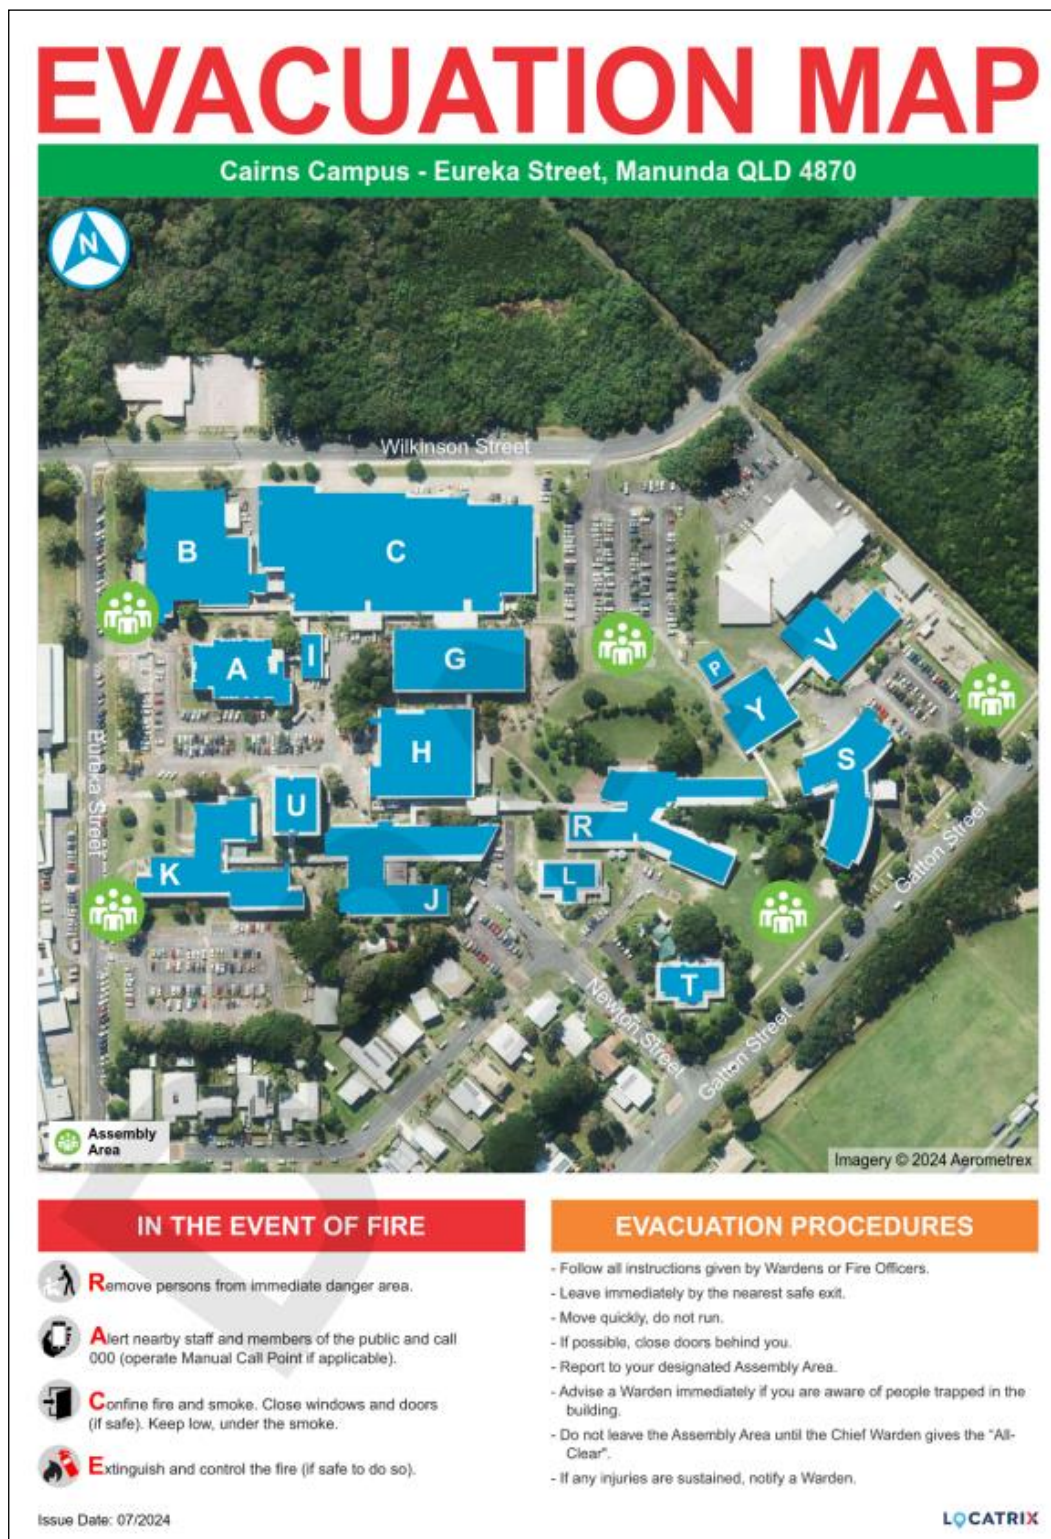 EVACUATION MAP
Cairns Campus - Eureka Street, Manunda QLD 4870
N
Wilkinson Street
B
C
A
I
G
P
V
Y
H
S
Eureka Street
U
R
K
L
J
Gatton Street
T
Newton Street
Gatton Street
Assembly
Area
Imagery © 2024 Aerometrex
IN THE EVENT OF FIRE
Remove persons from immediate danger area.
Alert nearby staff and members of the public and call
000 (operate Manual Call Point if applicable).
Confine fire and smoke. Close windows and doors
(if safe). Keep low, under the smoke.
Extinguish and control the fire (if safe to do so).
Issue Date: 07/2024
EVACUATION PROCEDURES
- Follow all instructions given by Wardens or Fire Officers.
- Leave immediately by the nearest safe exit.
- Move quickly, do not run.
- If possible, close doors behind you.
- Report to your designated Assembly Area.
- Advise a Warden immediately if you are aware of people trapped in the
building.
- Do not leave the Assembly Area until the Chief Warden gives the "All-
Clear".
- If any injuries are sustained, notify a Warden.
LOCATRIX